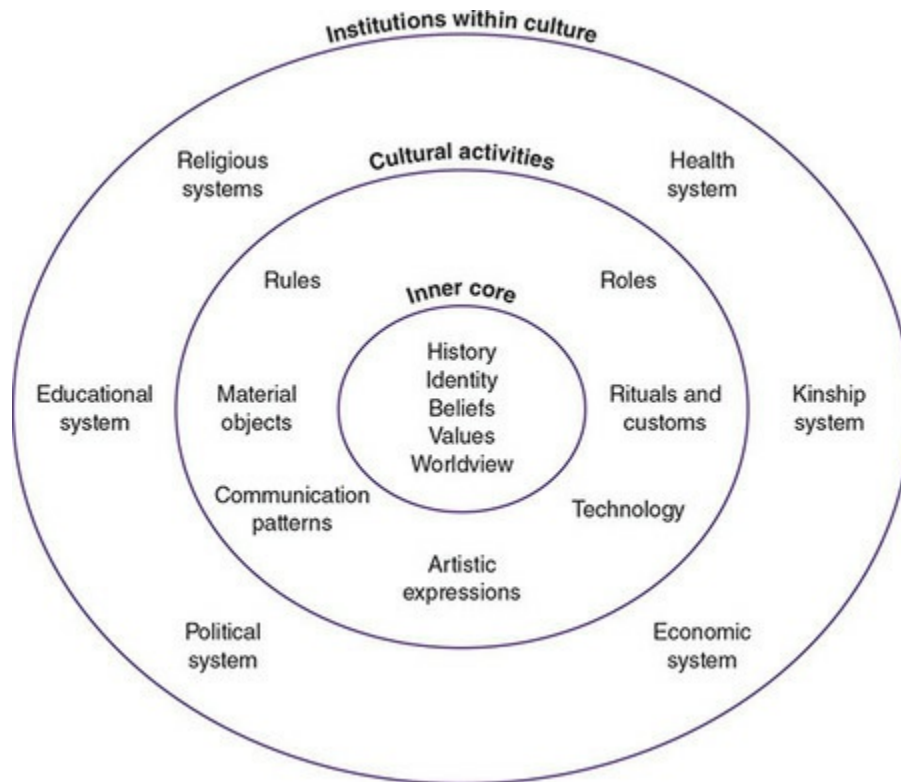 Institutions within culture
Religious
systems
Health
system
Cultural activities
Rules
Roles
Inner core
History
Identity
Beliefs
Values
Worldview
Educational
system
Material
objects
Rituals and
customs
Kinship
system
Communication
patterns
Technology
Artistic
expressions
Political
system
Economic
system